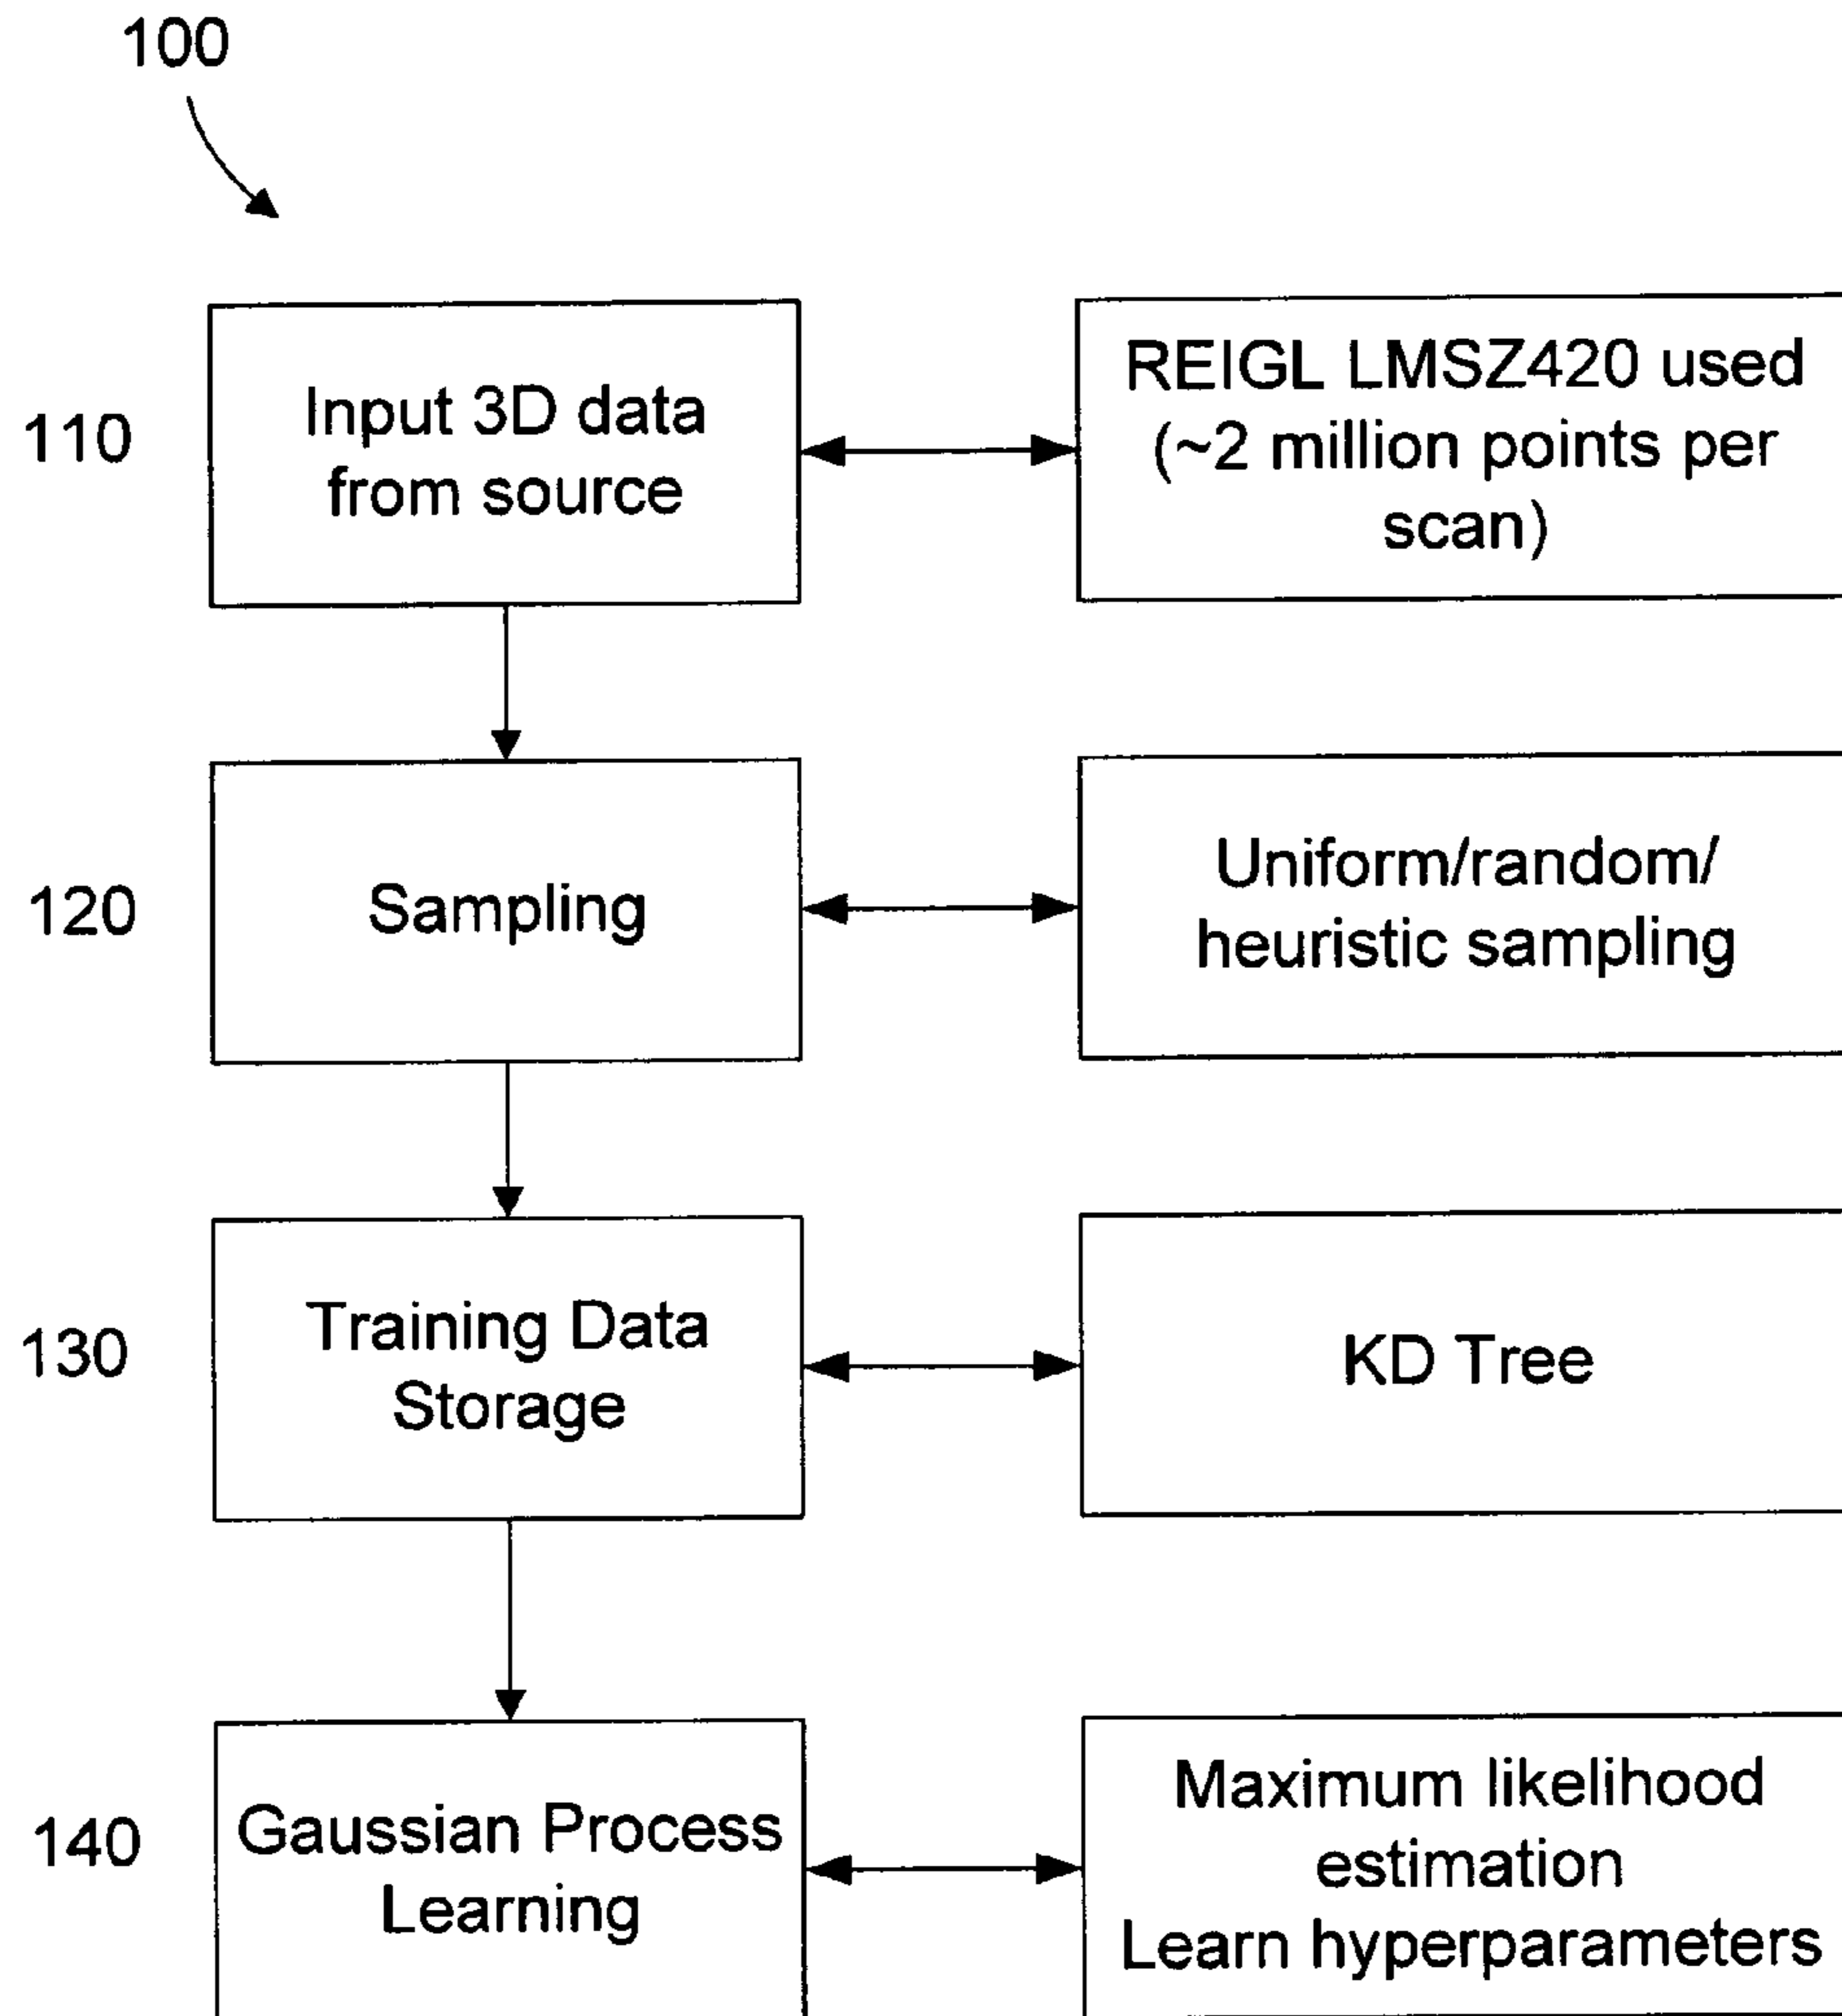 100
110
Input 3D data
from source
REIGL LMSZ420 used
(~2 million points per
scan)
120
Sampling
Uniform/random/
heuristic sampling
130
Training Data
Storage
KD Tree
140
Gaussian Process
Learning
Maximum likelihood
estimation
Learn hyperparameters